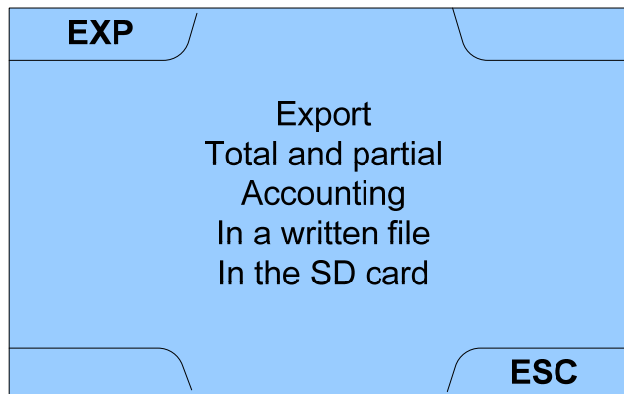 EXP
Export
Total and partial
Accounting
In a written file
In the SD card
ESC